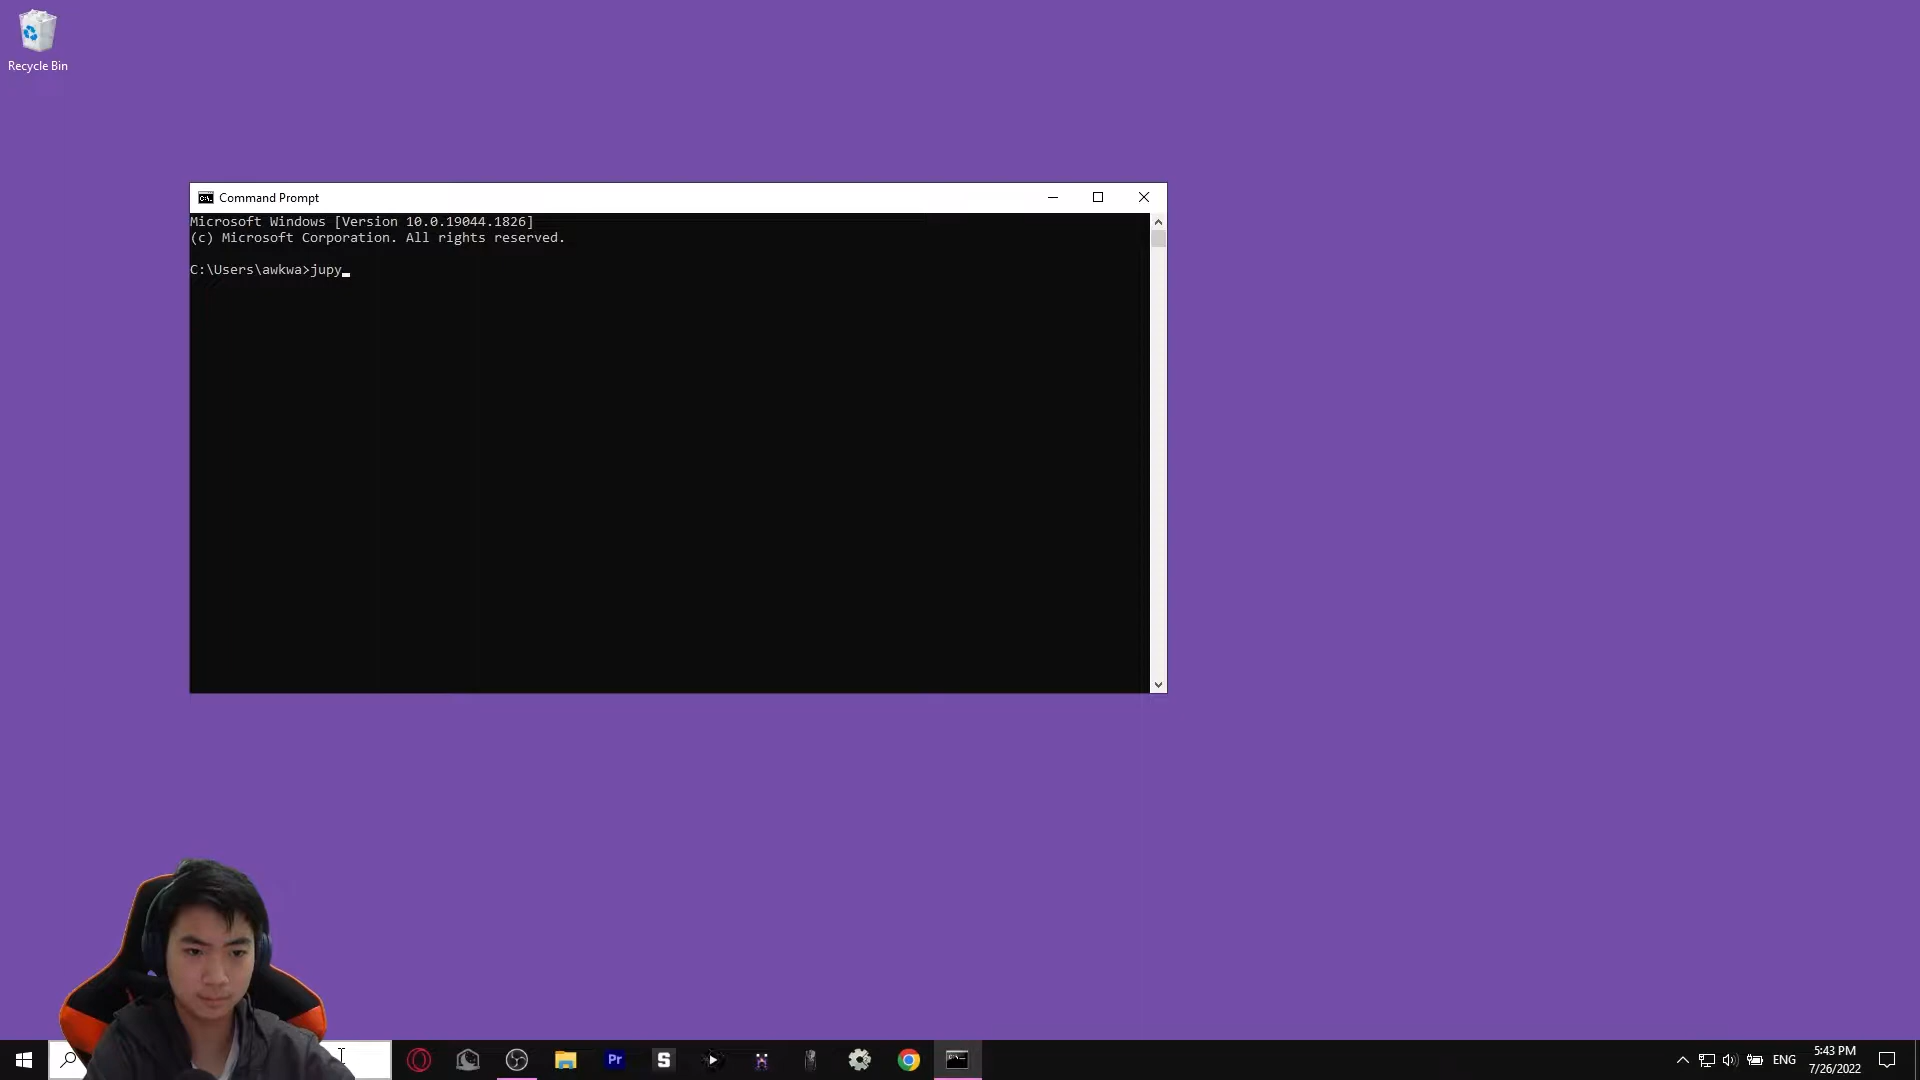 Recycle Bin
Command Prompt
Microsoft Windows [Version 10.0.19044.1826]
(c) Microsoft Corporation. All rights reserved.
C:\Users\awkwa>jupy
Pr
S
ENG
5:43 PM
7/26/2022